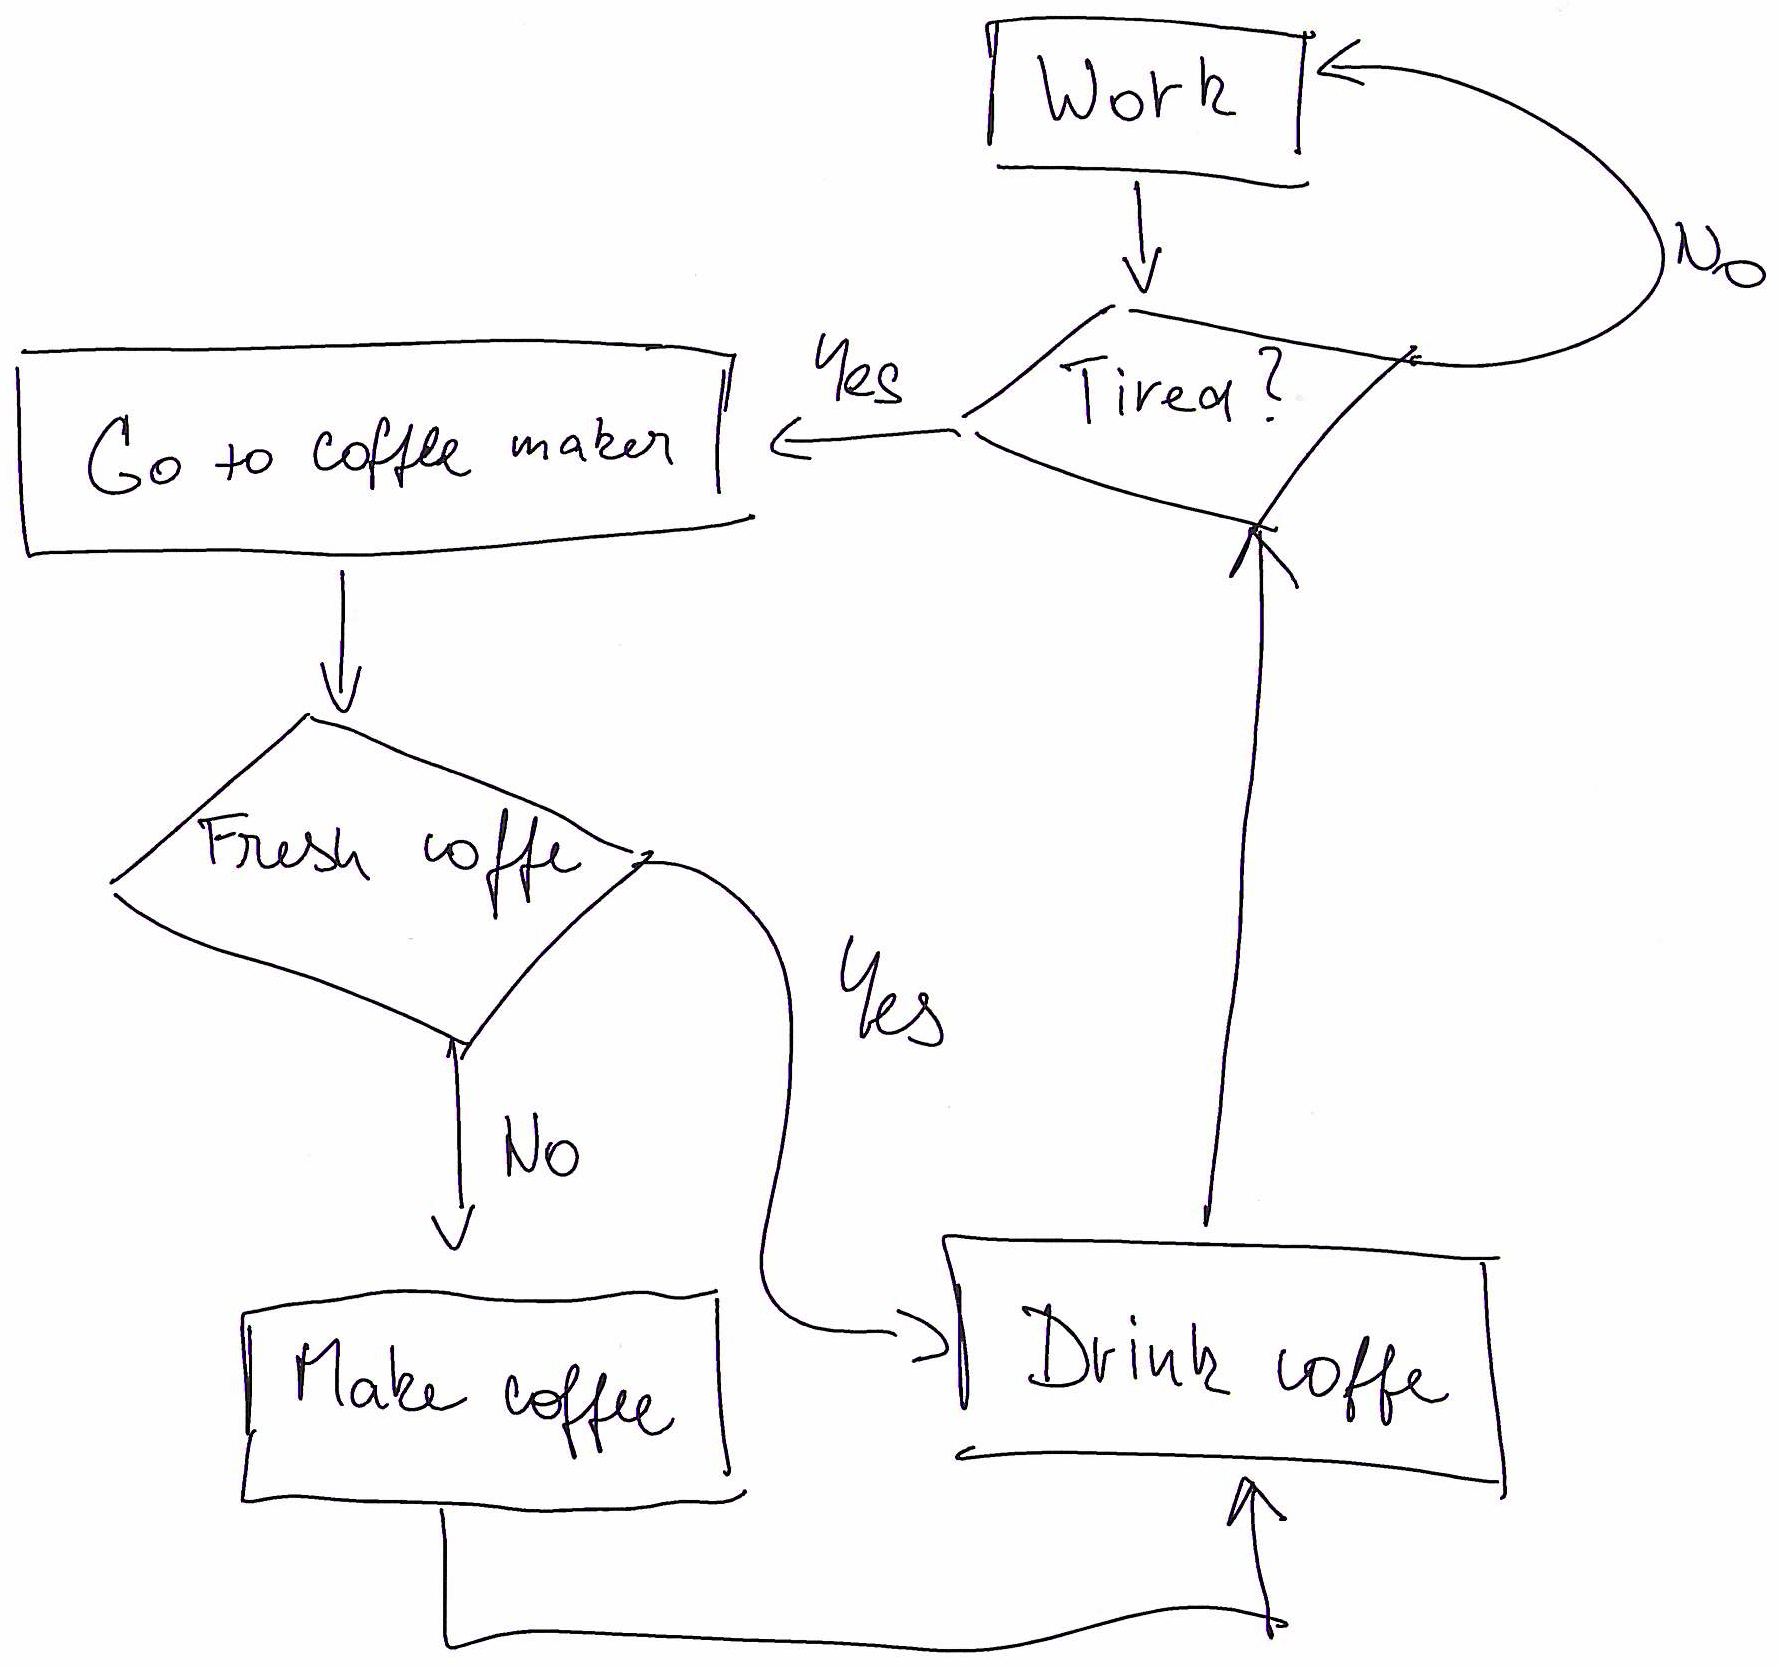 Work
No
Tired?
Yes
Go to coffee maker
Fresh coffe
Yes
No
Make coffee
Drink coffe